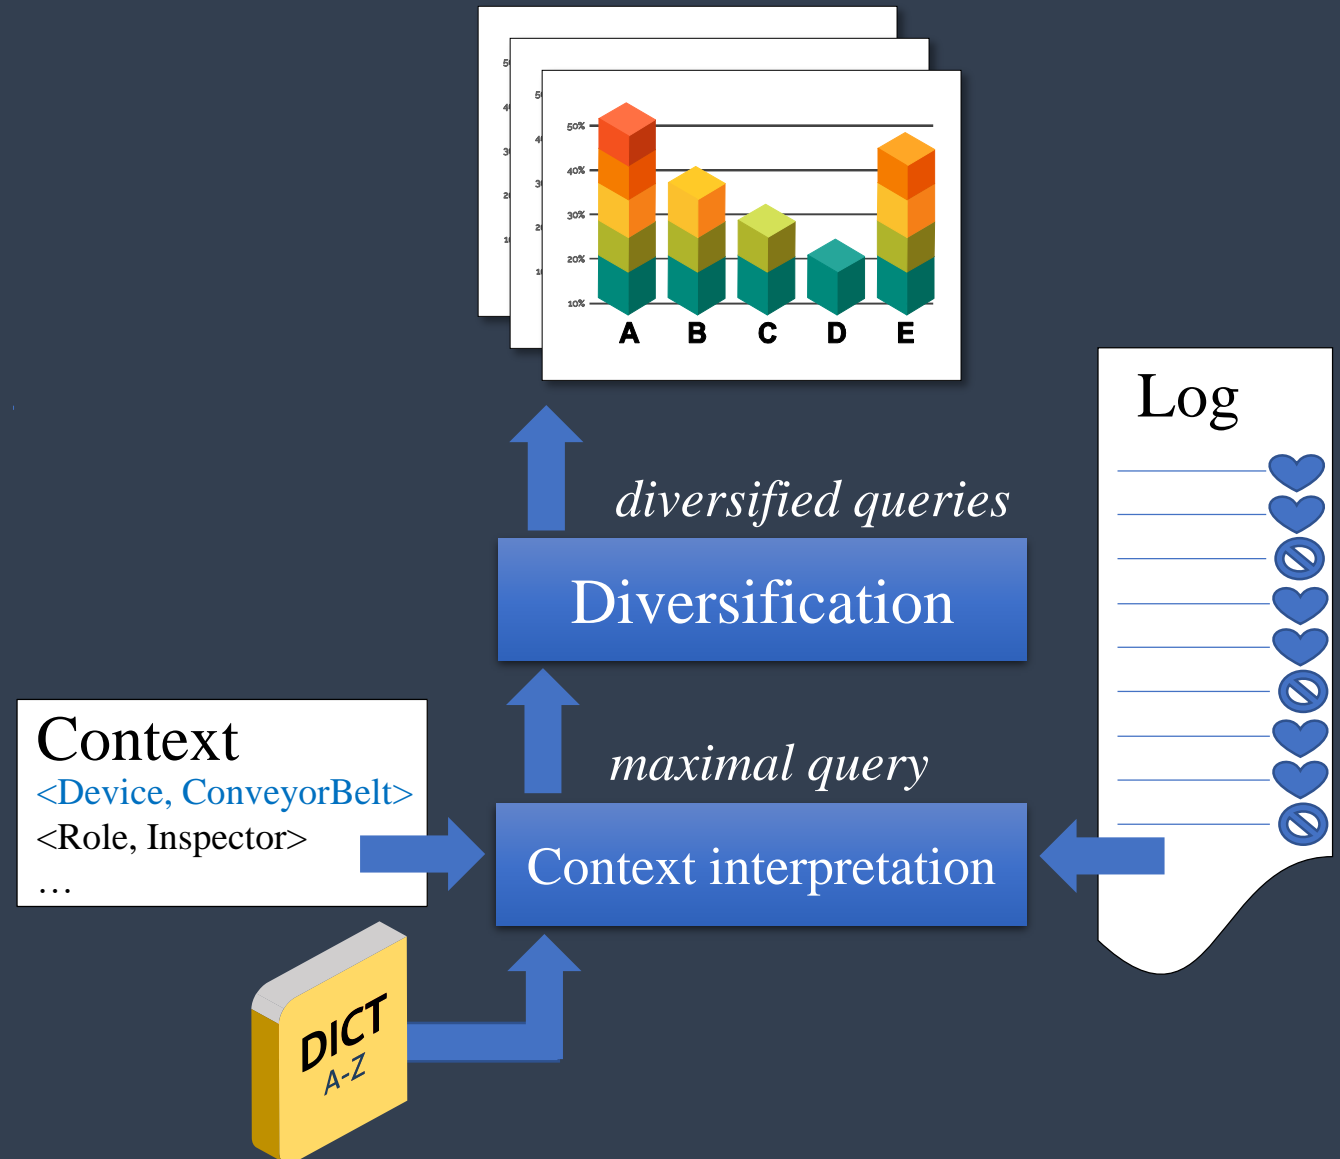 50%
40%
30%
20%
10%
A B C D E
Log
diversified queries
Diversification
Context
<Device, ConveyorBelt>
<Role, Inspector>
…
maximal query
Context interpretation
DICT
A-Z